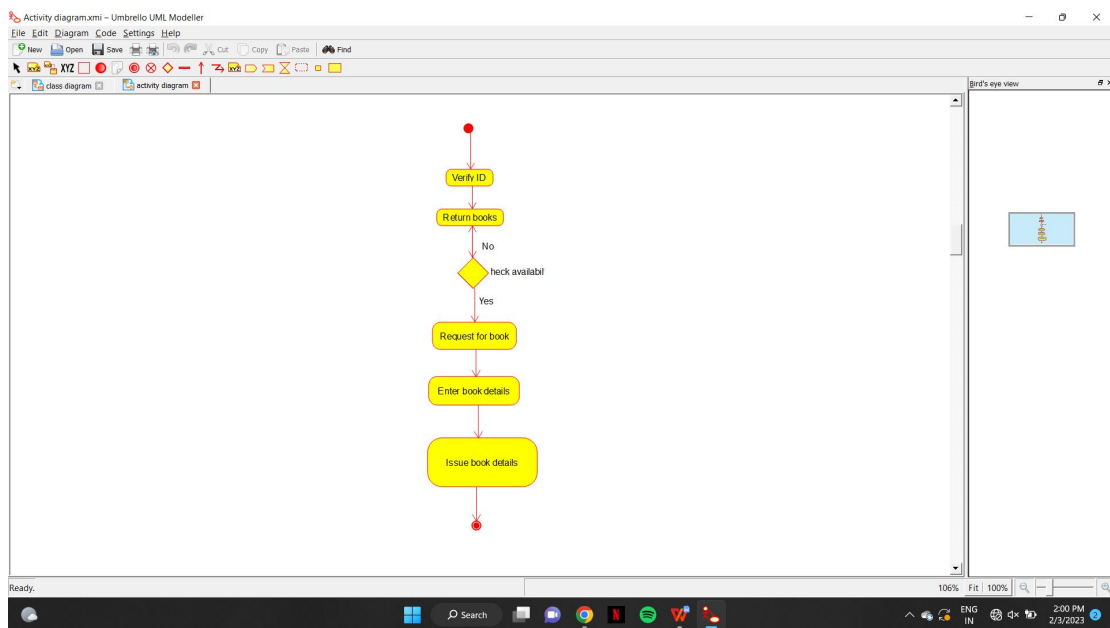 Activity diagram.xmi – Umbrello UML Modeller
File Edit Diagram Code Settings Help
New Open Save Cut Copy Paste Find
XYZ
class diagram activity diagram
Bird's eye view
Verify ID
Return books
No
heck availabil
Yes
Request for book
Enter book details
Issue book details
Ready.
106% Fit 100%
Search
ENG
IN
2:00 PM
2/3/2023
2